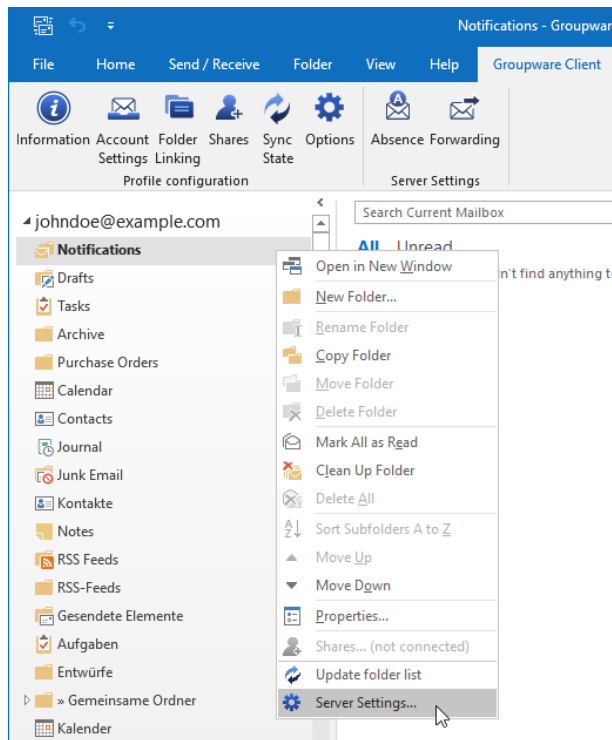 Notifications - Groupwar
File Home Send / Receive Folder View Help Groupware Client
Information Account Settings Folder Linking Shares Sync State Options Absence Forwarding
Profile configuration Server Settings
johndoe@example.com
Search Current Mailbox
All Unread
n't find anything to
Notifications
Drafts
Tasks
Archive
Purchase Orders
Calendar
Contacts
Journal
Junk Email
Kontakte
Notes
RSS Feeds
RSS-Feeds
Gesendete Elemente
Aufgaben
Entwürfe
» Gemeinsame Ordner
Kalender
Open in New Window
New Folder...
Rename Folder
Copy Folder
Move Folder
Delete Folder
Mark All as Read
Clean Up Folder
Delete All
Sort Subfolders A to Z
Move Up
Move Down
Properties...
Shares... (not connected)
Update folder list
Server Settings...